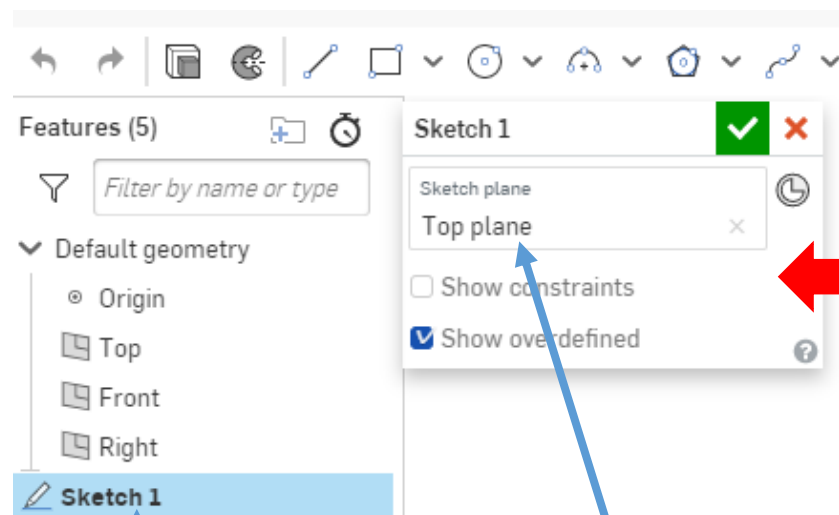 Features (5)
Filter by name or type
Default geometry
Origin
Top
Front
Right
Sketch 1
Sketch 1
Sketch plane
Top plane
Show constraints
Show overdefined